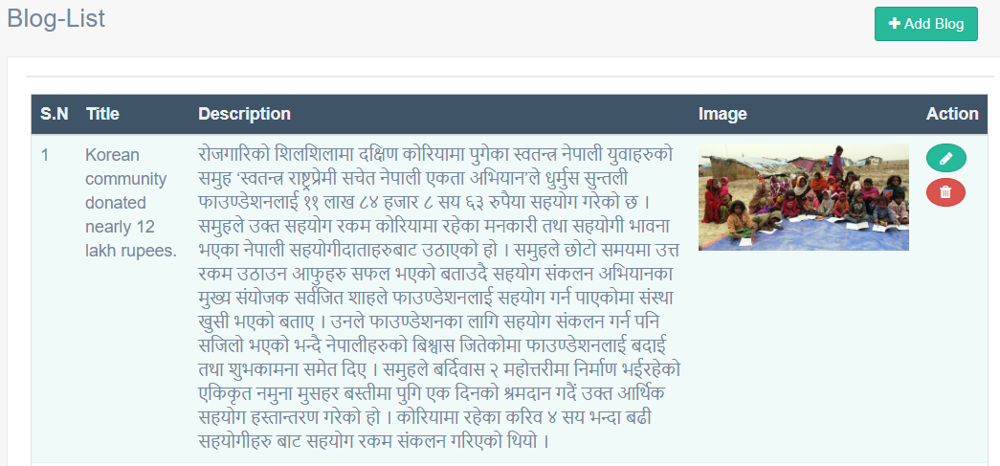 Blog-List
Add Blog
S.N Title Description Image Action
1
Korean
community
donated
nearly 12
lakh rupees.
रोजगारिको शिलशिलामा दक्षिण कोरियामा पुगेका स्वतन्त्र नेपाली युवाहरुको
समुह ‘स्वतन्त्र राष्ट्रप्रेमी सचेत नेपाली एकता अभियान’ले धुर्मुस सुन्तली
फाउण्डेशनलाई ११ लाख ८४ हजार ८ सय ६३ रुपैया सहयोग गरेको छ ।
समुहले उक्त सहयोग रकम कोरियामा रहेका मनकारी तथा सहयोगी भावना
भएका नेपाली सहयोगीदाताहरुबाट उठाएको हो । समुहले छोटो समयमा उत्त
रकम उठाउन आफुहरु सफल भएको बताउदै सहयोग संकलन अभियानका
मुख्य संयोजक सर्वजित शाहले फाउण्डेशनलाई सहयोग गर्न पाएकोमा संस्था
खुसी भएको बताए । उनले फाउण्डेशनका लागि सहयोग संकलन गर्न पनि
सजिलो भएको भन्दै नेपालीहरुको बिश्वास जितेकोमा फाउण्डेशनलाई बदाई
तथा शुभकामना समेत दिए । समुहले बर्दिवास २ महोत्तरीमा निर्माण भईरहेको
एकिकृत नमुना मुसहर बस्तीमा पुगि एक दिनको श्रमदान गर्दै उक्त आर्थिक
सहयोग हस्तान्तरण गरेको हो । कोरियामा रहेका करिव ४ सय भन्दा बढी
सहयोगीहरु बाट सहयोग रकम संकलन गरिएको थियो ।